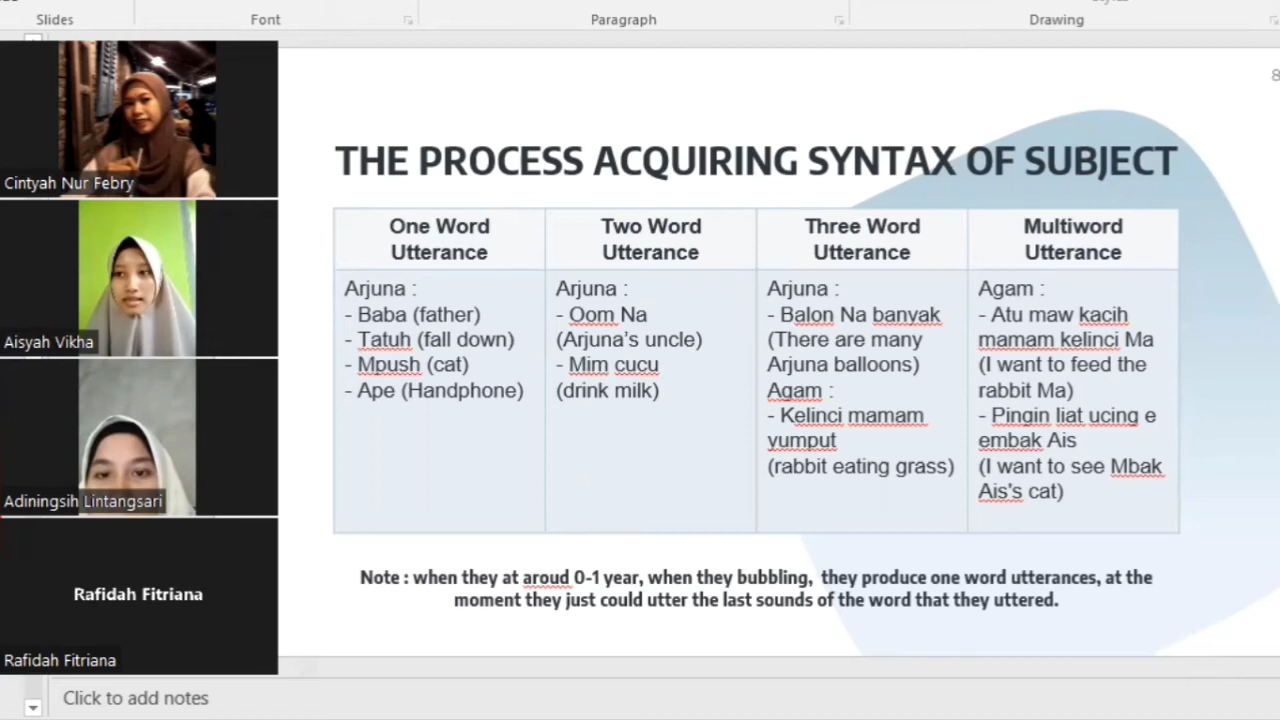 Slides
Font
Paragraph
Drawing
Cintyah Nur Febry
Aisyah Vikha
Adiningsih Lintangsari
Rafidah Fitriana
Rafidah Fitriana
8
THE PROCESS ACQUIRING SYNTAX OF SUBJECT
One Word
Utterance
Arjuna :
- Baba (father)
- Tatuh (fall down)
- Mpush (cat)
- Ape (Handphone)
Two Word
Utterance
Arjuna :
- Oom Na
(Arjuna's uncle)
- Mim cucu
(drink milk)
Three Word
Utterance
Arjuna :
- Balon Na banyak
(There are many
Arjuna balloons)
Agam :
- Kelinci mamam
yumput
(rabbit eating grass)
Multiword
Utterance
Agam :
- Atu maw kacih
mamam kelinci Ma
(I want to feed the
rabbit Ma)
- Pingin liat ucing e
embak Ais
(I want to see Mbak
Ais's cat)
Note : when they at aroud 0-1 year, when they bubbling, they produce one word utterances, at the
moment they just could utter the last sounds of the word that they uttered.
Click to add notes